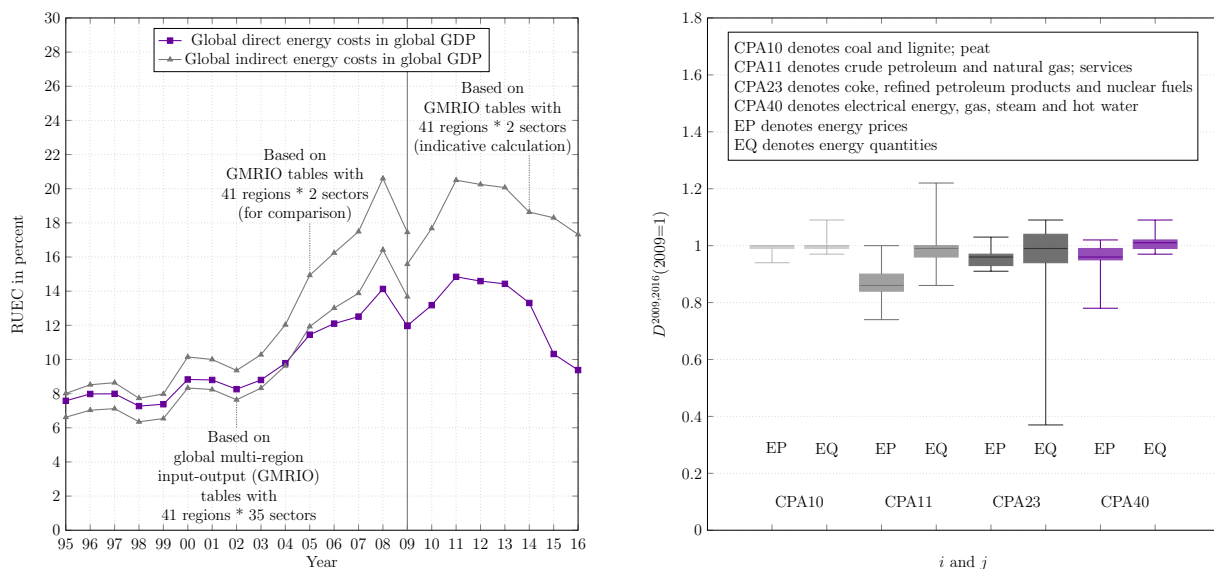 Global direct energy costs in global GDP
Global indirect energy costs in global GDP
Based on
GMRIO tables with
41 regions * 2 sectors
(indicative calculation)
Based on
GMRIO tables with
41 regions * 2 sectors
(for comparison)
Based on
global multi-region
input-output (GMRIO)
tables with
41 regions * 35 sectors
RUEC in percent
30
28
26
24
22
20
18
16
14
12
10
8
6
4
2
0
95 96 97 98 99 00 01 02 03 04 05 06 07 08 09 10 11 12 13 14 15 16
Year
CPA10 denotes coal and lignite; peat
CPA11 denotes crude petroleum and natural gas; services
CPA23 denotes coke, refined petroleum products and nuclear fuels
CPA40 denotes electrical energy, gas, steam and hot water
EP denotes energy prices
EQ denotes energy quantities
D^2009,2016(2009=1)
1.8
1.6
1.4
1.2
1
0.8
0.6
0.4
0.2
0
EP EQ EP EQ EP EQ EP EQ
CPA10 CPA11 CPA23 CPA40
i and j